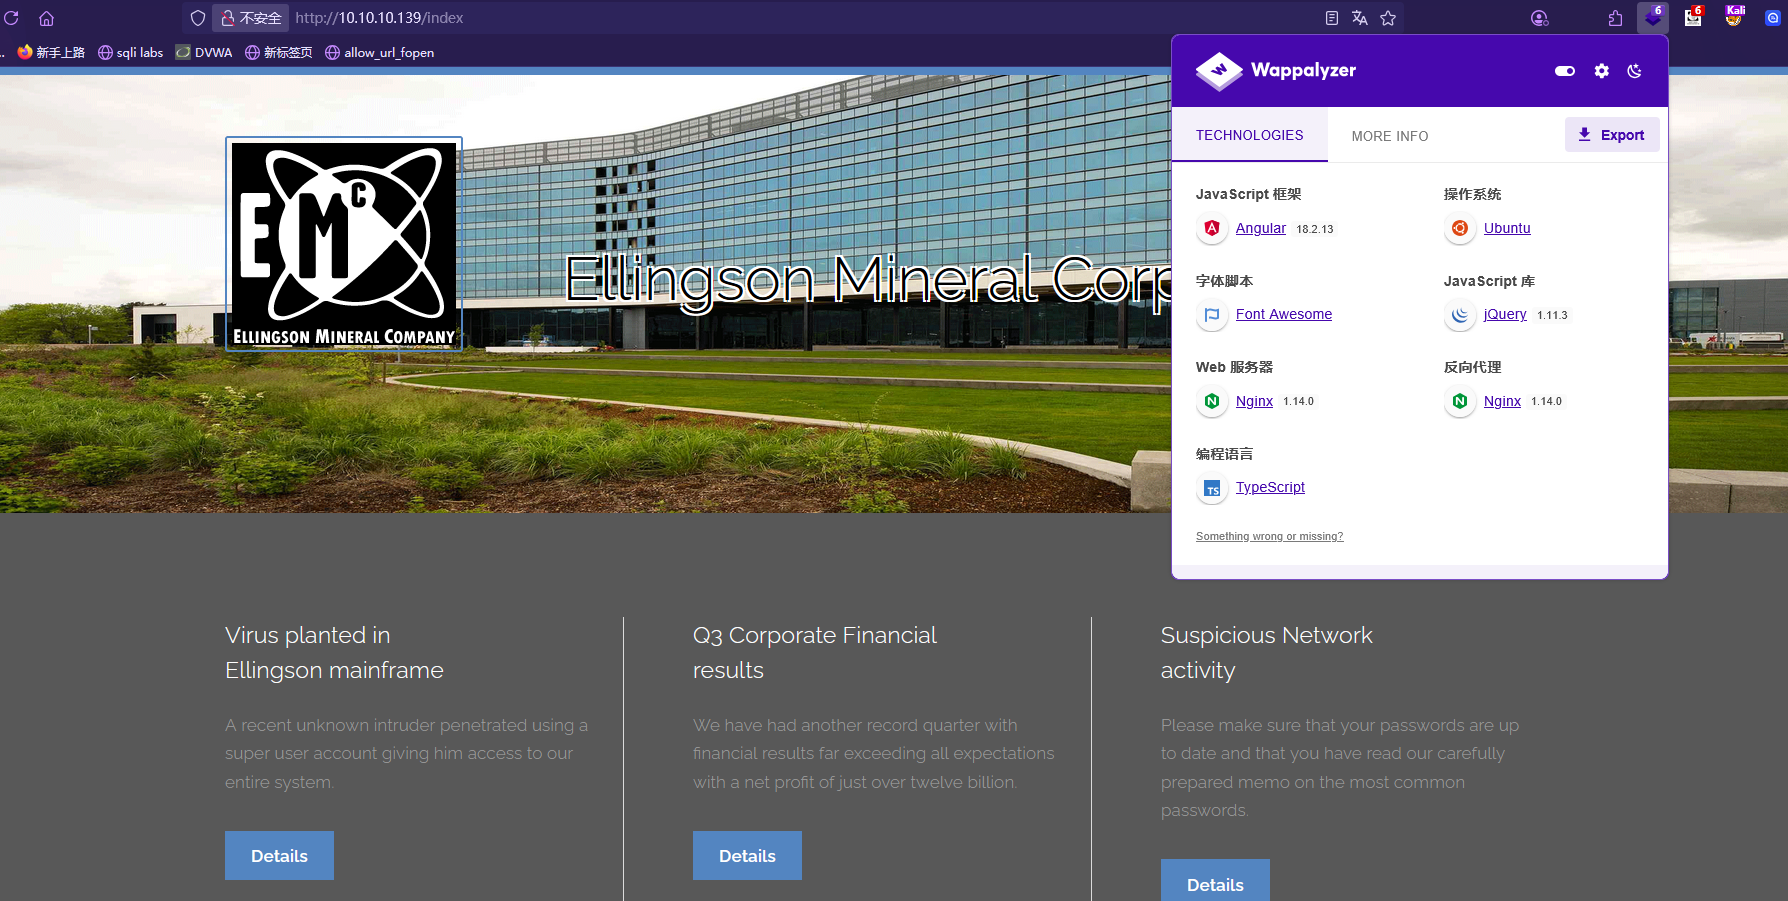 不安全 http://10.10.10.139/index
6 6 Kali
新手上路 sqli labs DVWA 新标签页 allow_url_fopen
Wappalyzer
TECHNOLOGIES MORE INFO Export
JavaScript 框架
Angular 18.2.13
操作系统
Ubuntu
字体脚本
Font Awesome
JavaScript 库
jQuery 1.11.3
Web 服务器
Nginx 1.14.0
反向代理
Nginx 1.14.0
编程语言
TS TypeScript
Something wrong or missing?
EMC
ELLINGSON MINERAL COMPANY
Ellingson Mineral Corp
Virus planted in
Ellingson mainframe
A recent unknown intruder penetrated using a
super user account giving him access to our
entire system.
Details
Q3 Corporate Financial
results
We have had another record quarter with
financial results far exceeding all expectations
with a net profit of just over twelve billion.
Details
Suspicious Network
activity
Please make sure that your passwords are up
to date and that you have read our carefully
prepared memo on the most common
passwords.
Details